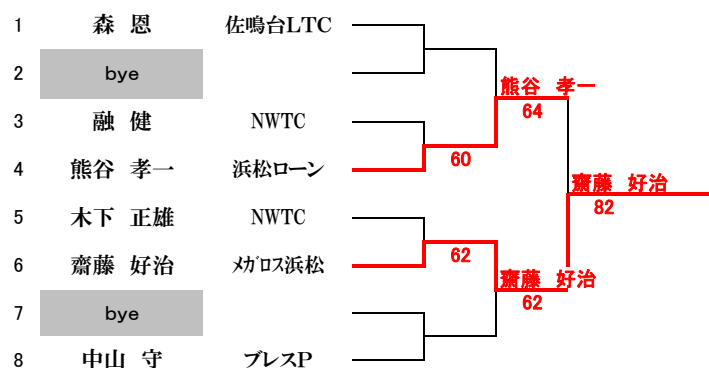 1 森 恩 佐鳴台LTC
2 bye
熊谷 孝一
64
3 融 健 NWTC
4 熊谷 孝一 浜松ローン
60
齋藤 好治
82
5 木下 正雄 NWTC
6 齋藤 好治 メガロス浜松
62
齋藤 好治
62
7 bye
8 中山 守 ブレスP